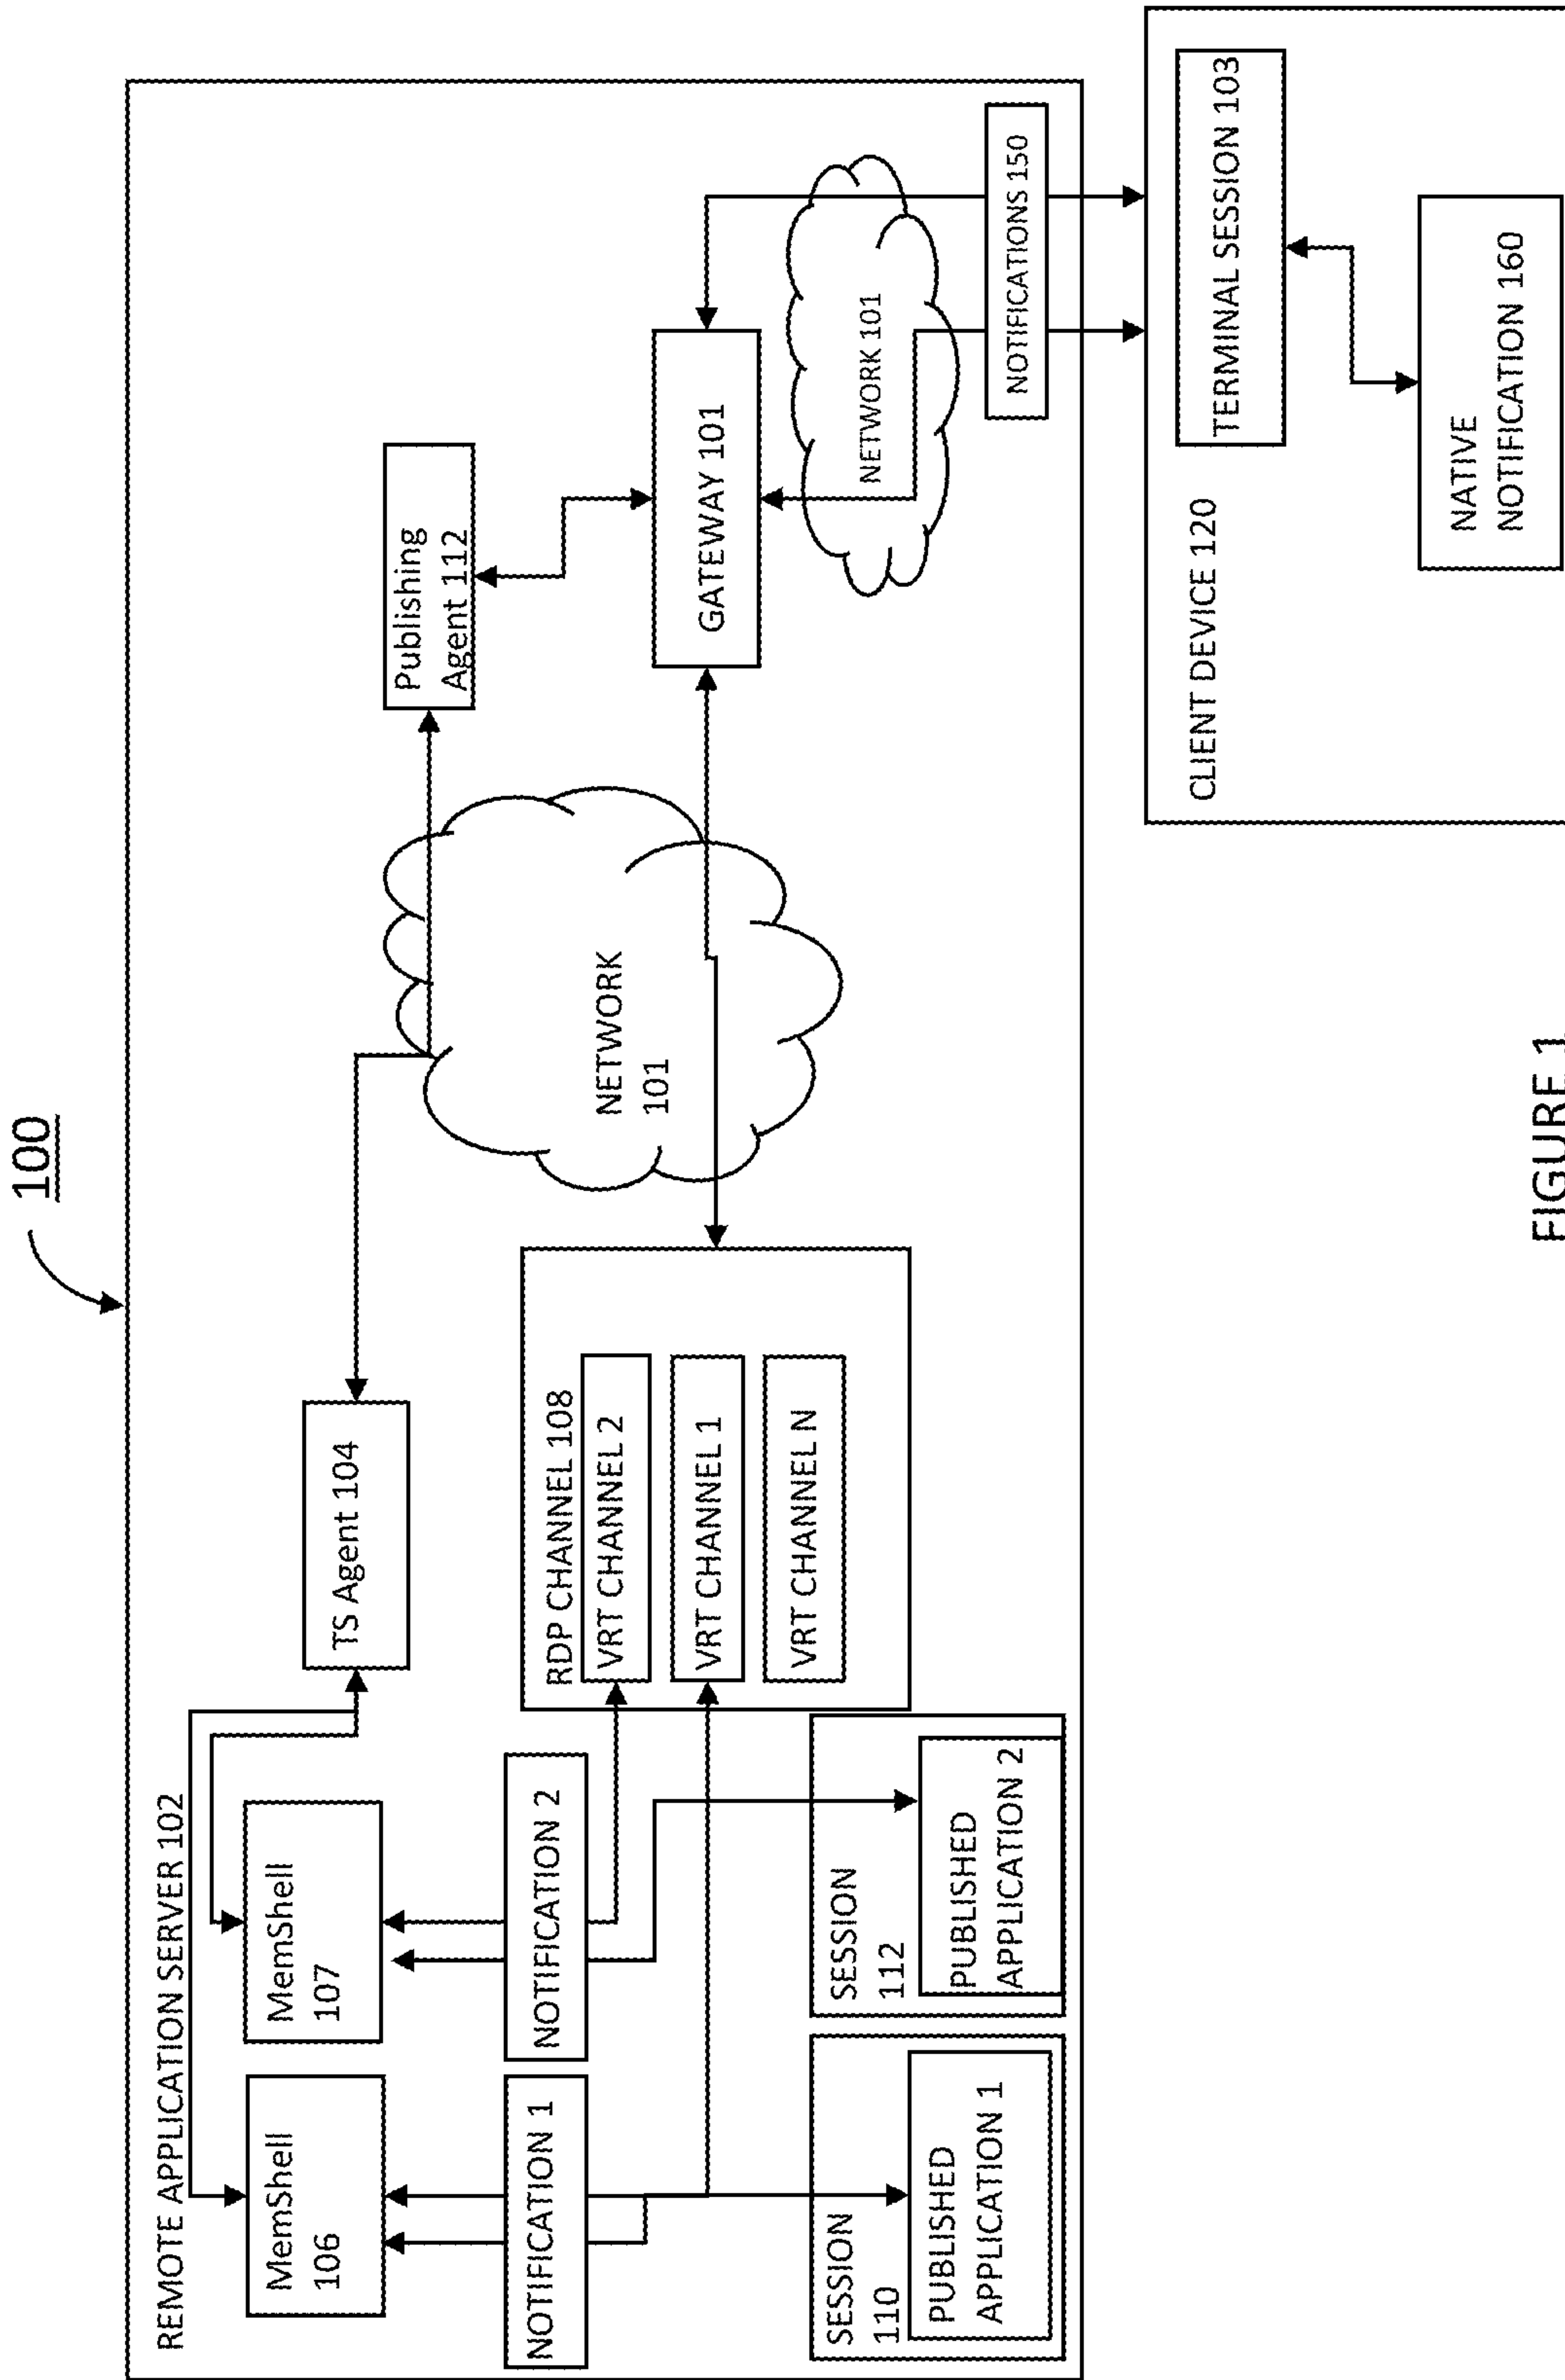 100
REMOTE APPLICATION SERVER 102
MemShell
106
MemShell
107
TS Agent 104
Publishing
Agent 112
NOTIFICATION 1
NOTIFICATION 2
RDP CHANNEL 108
VRT CHANNEL 2
VRT CHANNEL 1
VRT CHANNEL N
NETWORK
101
GATEWAY 101
NETWORK 101
SESSION
110
PUBLISHED
APPLICATION 1
SESSION
112
PUBLISHED
APPLICATION 2
NOTIFICATIONS 150
CLIENT DEVICE 120
TERMINAL SESSION 103
NATIVE
NOTIFICATION 160
FIGURE 1